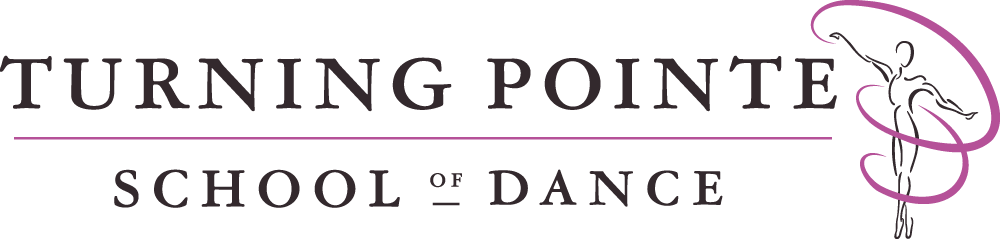 TURNING POINTE
SCHOOL OF DANCE